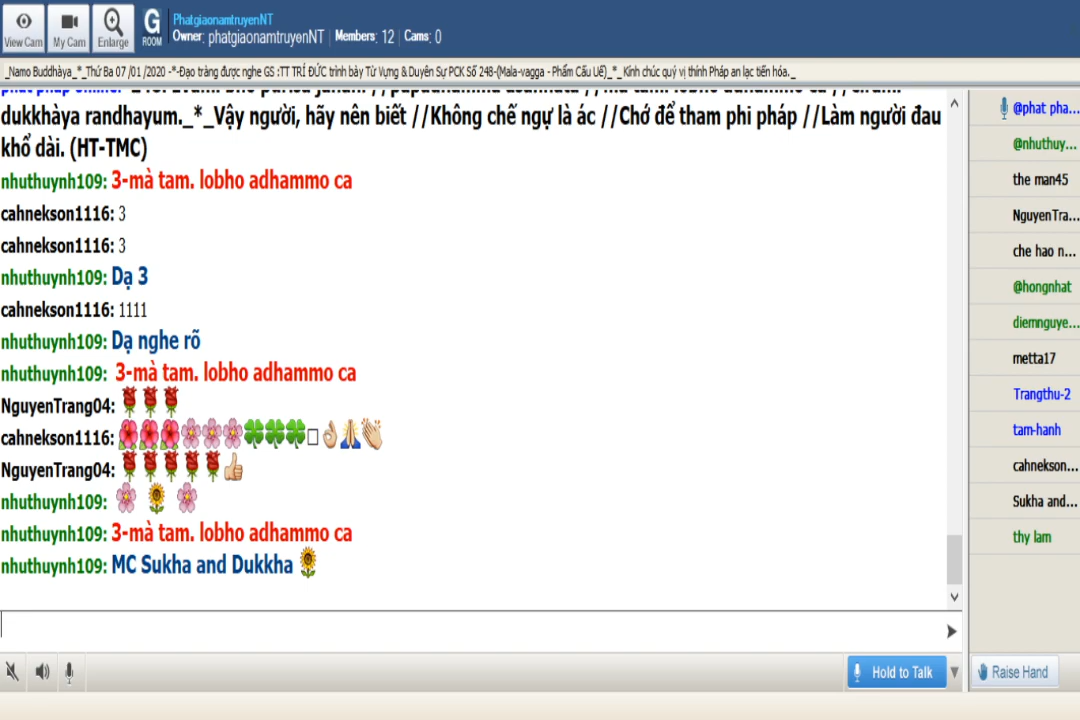 View Cam
My Cam
Enlarge
G
ROOM
PhatgiaonamtruyenNT
Owner: phatgiaonamtruyenNT | Members: 12 | Cams: 0
_Namo Buddhàya_*_Thứ Ba 07 /01 /2020 -*-Đạo tràng được nghe GS :TT TRÍ ĐỨC trình bày Từ Vựng & Duyên Sự PCK Số 248-(Mala-vagga - Phẩm Cấu Uế)_*_ Kính chúc quý vị thính Pháp an lạc tiến hóa._
dukkhàya randhayum._*_Vậy người, hãy nên biết //Không chế ngự là ác //Chớ để tham phi pháp //Làm người đau
khổ dài. (HT-TMC)
nhuthuynh109: 3-mà tam. lobho adhammo ca
cahnekson1116: 3
cahnekson1116: 3
nhuthuynh109: Dạ 3
cahnekson1116: 1111
nhuthuynh109: Dạ nghe rõ
nhuthuynh109: 3-mà tam. lobho adhammo ca
NguyenTrang04: 🌹🌹🌹
cahnekson1116: 🌺🌺🌺🌸🌸🌸🍀🍀🍀□👌🏼🙏🏼👏🏼
NguyenTrang04: 🌹🌹🌹🌹🌹👍🏼
nhuthuynh109: 🌸 🌻 🌸
nhuthuynh109: 3-mà tam. lobho adhammo ca
nhuthuynh109: MC Sukha and Dukkha 🌻
@phat pha...
@nhuthuy...
the man45
NguyenTra...
che hao n...
@hongnhat
diemnguye...
metta17
Trangthu-2
tam-hanh
cahnekson...
Sukha and...
thy lam
Hold to Talk
Raise Hand